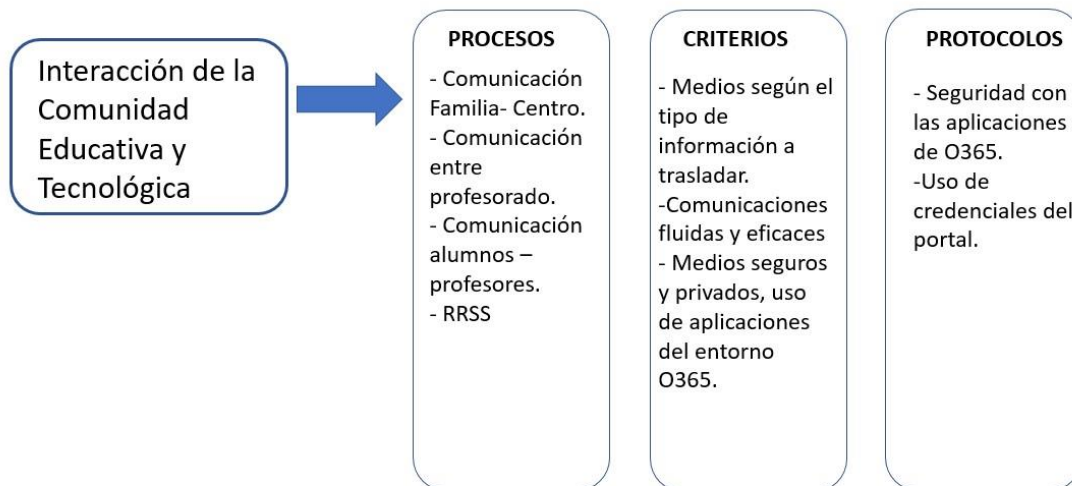 Interacción de la
Comunidad
Educativa y
Tecnológica
PROCESOS
- Comunicación
Familia- Centro.
- Comunicación
entre
profesorado.
- Comunicación
alumnos –
profesores.
- RRSS
CRITERIOS
- Medios según el
tipo de
información a
trasladar.
-Comunicaciones
fluidas y eficaces
- Medios seguros
y privados, uso
de aplicaciones
del entorno
O365.
PROTOCOLOS
- Seguridad con
las aplicaciones
de O365.
-Uso de
credenciales del
portal.